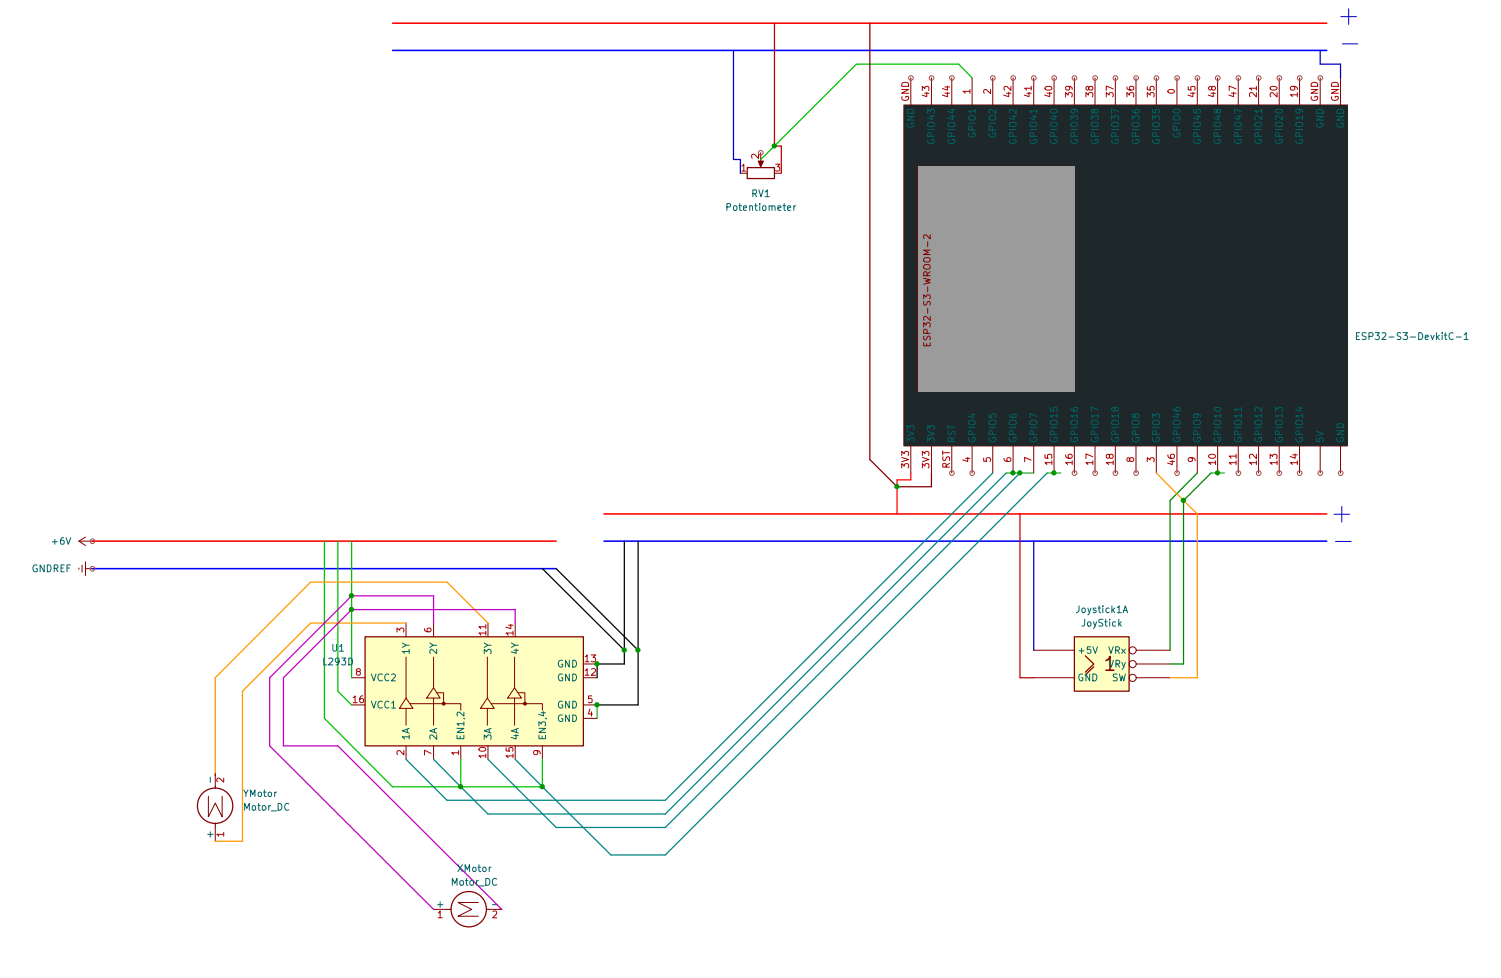 +
—
GND 43 44 1 2 42 41 40 39 38 37 36 35 0 45 48 47 21 20 19 GND GND
GND GPIO43 GPIO44 GPIO1 GPIO2 GPIO42 GPIO41 GPIO40 GPIO39 GPIO38 GPIO37 GPIO36 GPIO35 GPIO0 GPIO45 GPIO48 GPIO47 GPIO21 GPIO20 GPIO19 GND GND
2
1 3
RV1
Potentiometer
ESP32-S3-WROOM-2
ESP32-S3-DevkitC-1
3V3 3V3 RST GPIO4 GPIO5 GPIO6 GPIO7 GPIO15 GPIO16 GPIO17 GPIO18 GPIO8 GPIO3 GPIO46 GPIO9 GPIO10 GPIO11 GPIO12 GPIO13 GPIO14 5V GND
3V3 3V3 RST 4 5 6 7 15 16 17 18 8 3 46 9 10 11 12 13 14
+
—
+6V
GNDREF
Joystick1A
JoyStick
+5V VRx
1 VRy
GND SW
3 6 11 14
1Y 2Y 3Y 4Y
U1
L293D
13 GND
12 GND
8 VCC2
16 VCC1
5 GND
4 GND
1A 2A EN1,2 3A 4A EN3,4
2 7 1 10 15 9
- 2
YMotor
Motor_DC
M
+ 1
XMotor
Motor_DC
+ -
1 M 2